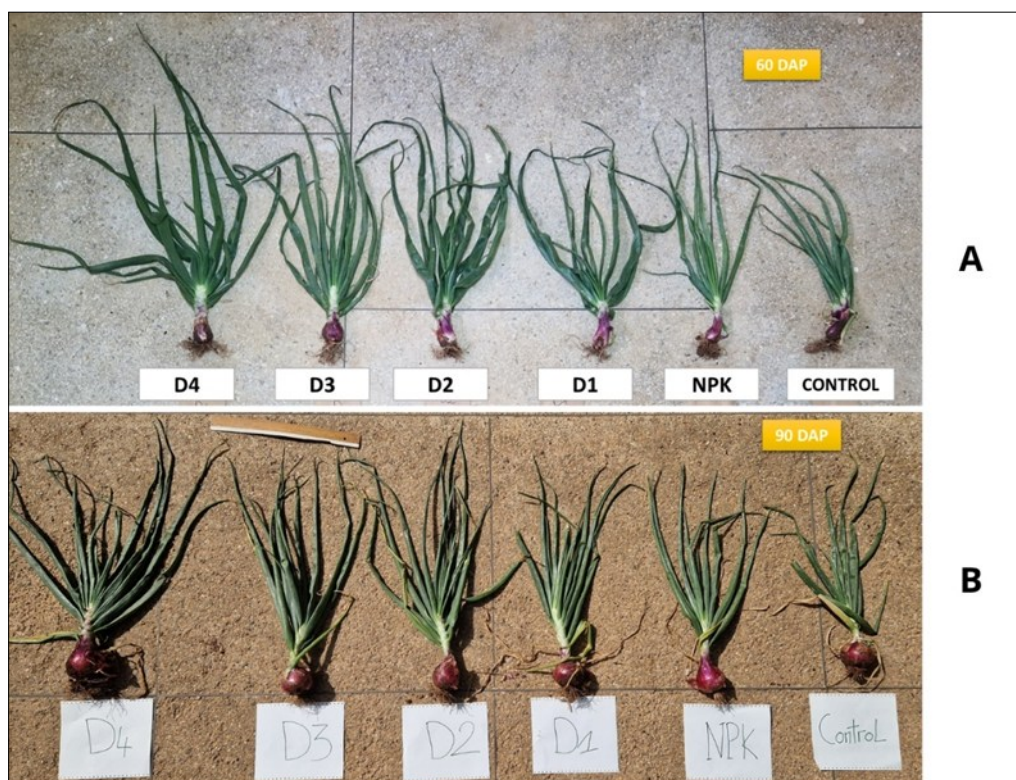 60 DAP
A
D4 D3 D2 D1 NPK CONTROL
90 DAP
B
D4 D3 D2 D1 NPK Control